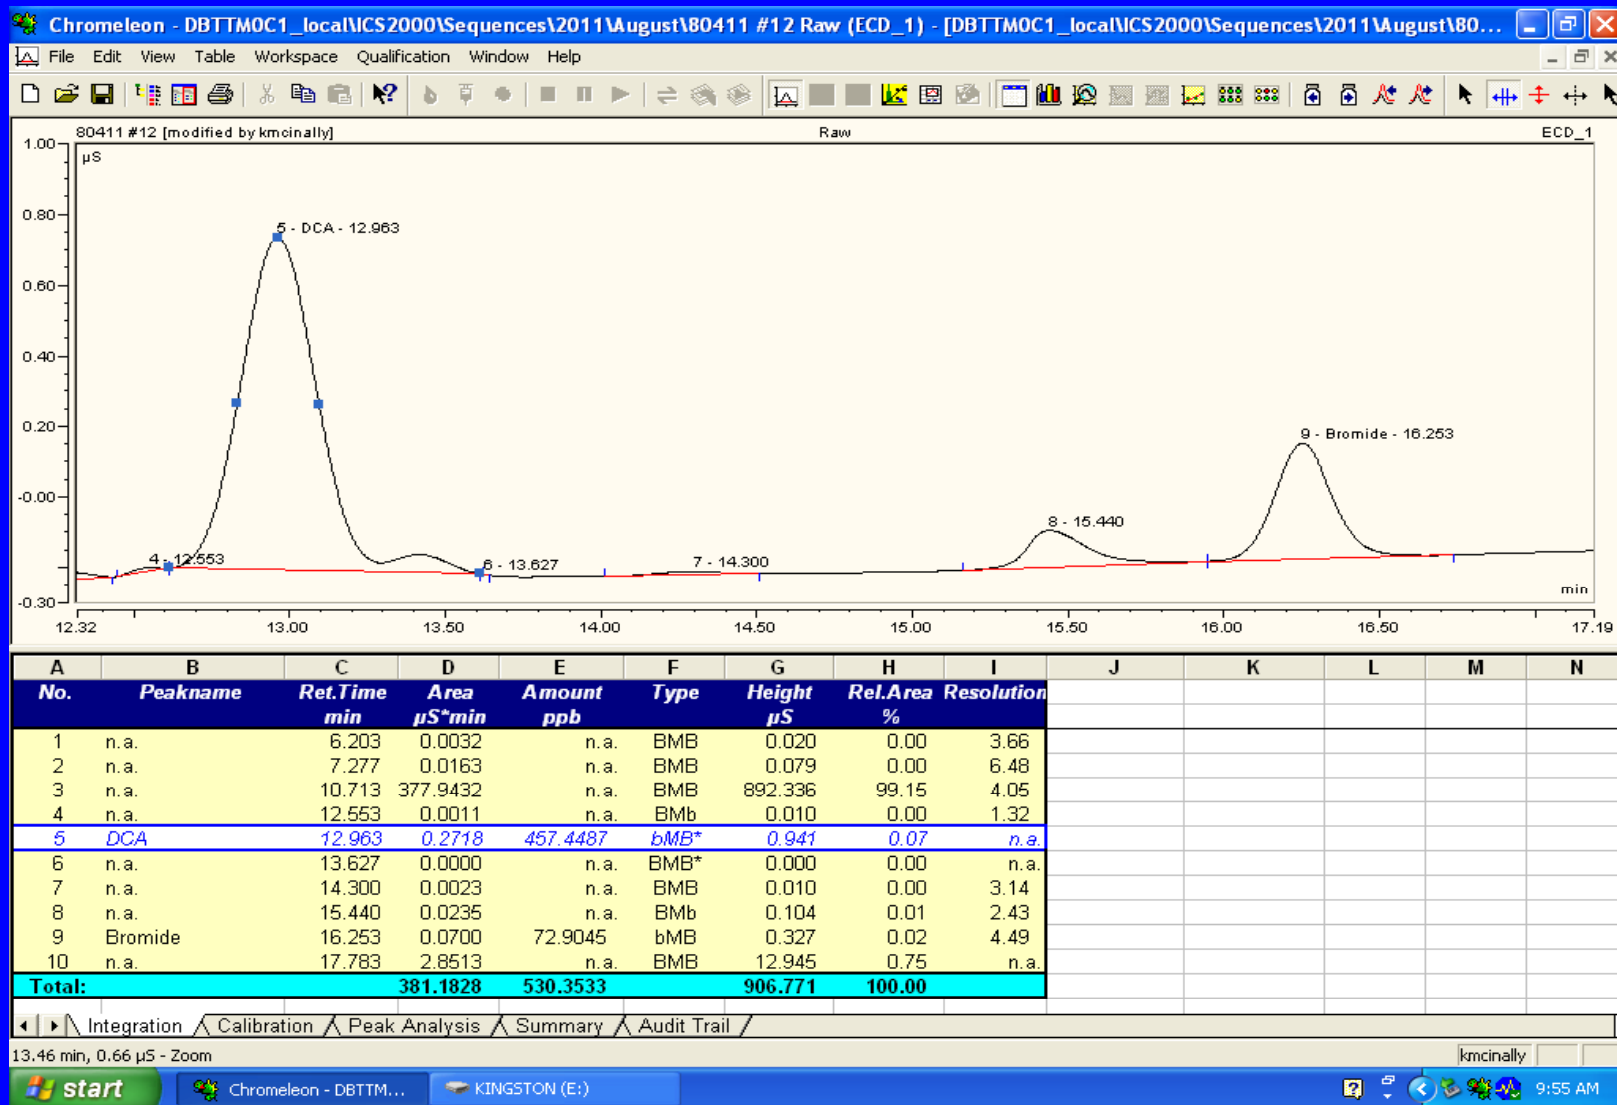 Chromeleon - DBTTM0C1_local\ICS2000\Sequences\2011\August\80411 #12 Raw (ECD_1) - [DBTTM0C1_local\ICS2000\Sequences\2011\August\80...
File Edit View Table Workspace Qualification Window Help
80411 #12 [modified by kmcinally] Raw ECD_1
1.00
µS
0.80
5 - DCA - 12.963
0.60
0.40
0.20
9 - Bromide - 16.253
-0.00
8 - 15.440
4 - 12.553
6 - 13.627
7 - 14.300
min
-0.30
12.32 13.00 13.50 14.00 14.50 15.00 15.50 16.00 16.50 17.19
A B C D E F G H I J K L M N
No. Peakname Ret.Time Area Amount Type Height Rel.Area Resolution
min µS*min ppb µS %
1 n.a. 6.203 0.0032 n.a. BMB 0.020 0.00 3.66
2 n.a. 7.277 0.0163 n.a. BMB 0.079 0.00 6.48
3 n.a. 10.713 377.9432 n.a. BMB 892.336 99.15 4.05
4 n.a. 12.553 0.0011 n.a. BMb 0.010 0.00 1.32
5 DCA 12.963 0.2718 457.4487 bMB* 0.941 0.07 n.a.
6 n.a. 13.627 0.0000 n.a. BMB* 0.000 0.00 n.a.
7 n.a. 14.300 0.0023 n.a. BMB 0.010 0.00 3.14
8 n.a. 15.440 0.0235 n.a. BMb 0.104 0.01 2.43
9 Bromide 16.253 0.0700 72.9045 bMB 0.327 0.02 4.49
10 n.a. 17.783 2.8513 n.a. BMB 12.945 0.75 n.a.
Total: 381.1828 530.3533 906.771 100.00
Integration Calibration Peak Analysis Summary Audit Trail
13.46 min, 0.66 µS - Zoom kmcinally
start Chromeleon - DBTTM... KINGSTON (E:) 9:55 AM